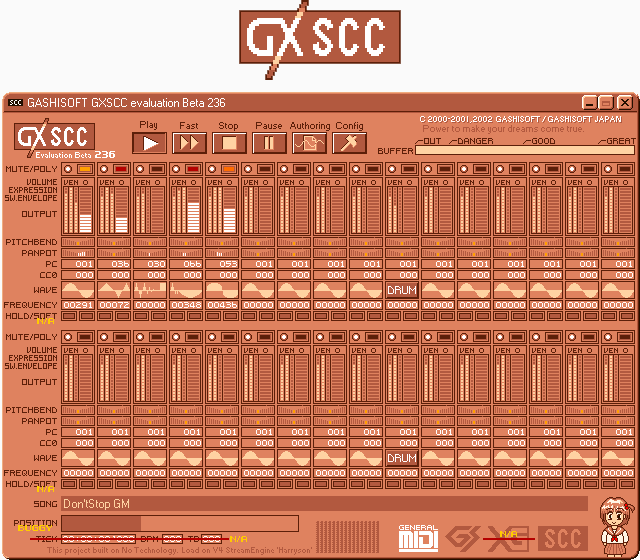 GX SCC
SCC GASHISOFT GXSCC evaluation Beta 236
GX SCC
Evaluation Beta 236
Play Fast Stop Pause Authoring Config
C 2000-2001,2002 GASHISOFT / GASHISOFT JAPAN
Power to make your dreams come true.
OUT DANGER GOOD GREAT
BUFFER
MUTE/POLY
VOLUME VEN VEN VEN VEN VEN VEN VEN VEN VEN VEN VEN VEN VEN VEN VEN VEN
EXPRESSION
SW.ENVELOPE
OUTPUT
PITCHBEND
PANPOT
PC 001 036 030 066 053 001 001 001 001 001 001 001 001 001 001 001
CC0 000 000 000 000 000 000 000 000 000 000 000 000 000 000 000 000
WAVE DRUM
FREQUENCY 00291 00072 00000 00348 00436 00000 00000 00000 00000 00000 00000 00000 00000 00000 00000 00000
HOLD/SOFT
N/A
MUTE/POLY
VOLUME VEN VEN VEN VEN VEN VEN VEN VEN VEN VEN VEN VEN VEN VEN VEN VEN
EXPRESSION
SW.ENVELOPE
OUTPUT
PITCHBEND
PANPOT
PC 001 001 001 001 001 001 001 001 001 001 001 001 001 001 001 001
CC0 000 000 000 000 000 000 000 000 000 000 000 000 000 000 000 000
WAVE DRUM
FREQUENCY 00000 00000 00000 00000 00000 00000 00000 00000 00000 00000 00000 00000 00000 00000 00000 00000
HOLD/SOFT
N/A
SONG Don'tStop GM
POSITION
BUGGY
TICK BPM TB N/A
GENERAL
MIDI
GS XG SCC
N/A
This project built on No Technology. Load on V4 StreamEngine 'Harryson'